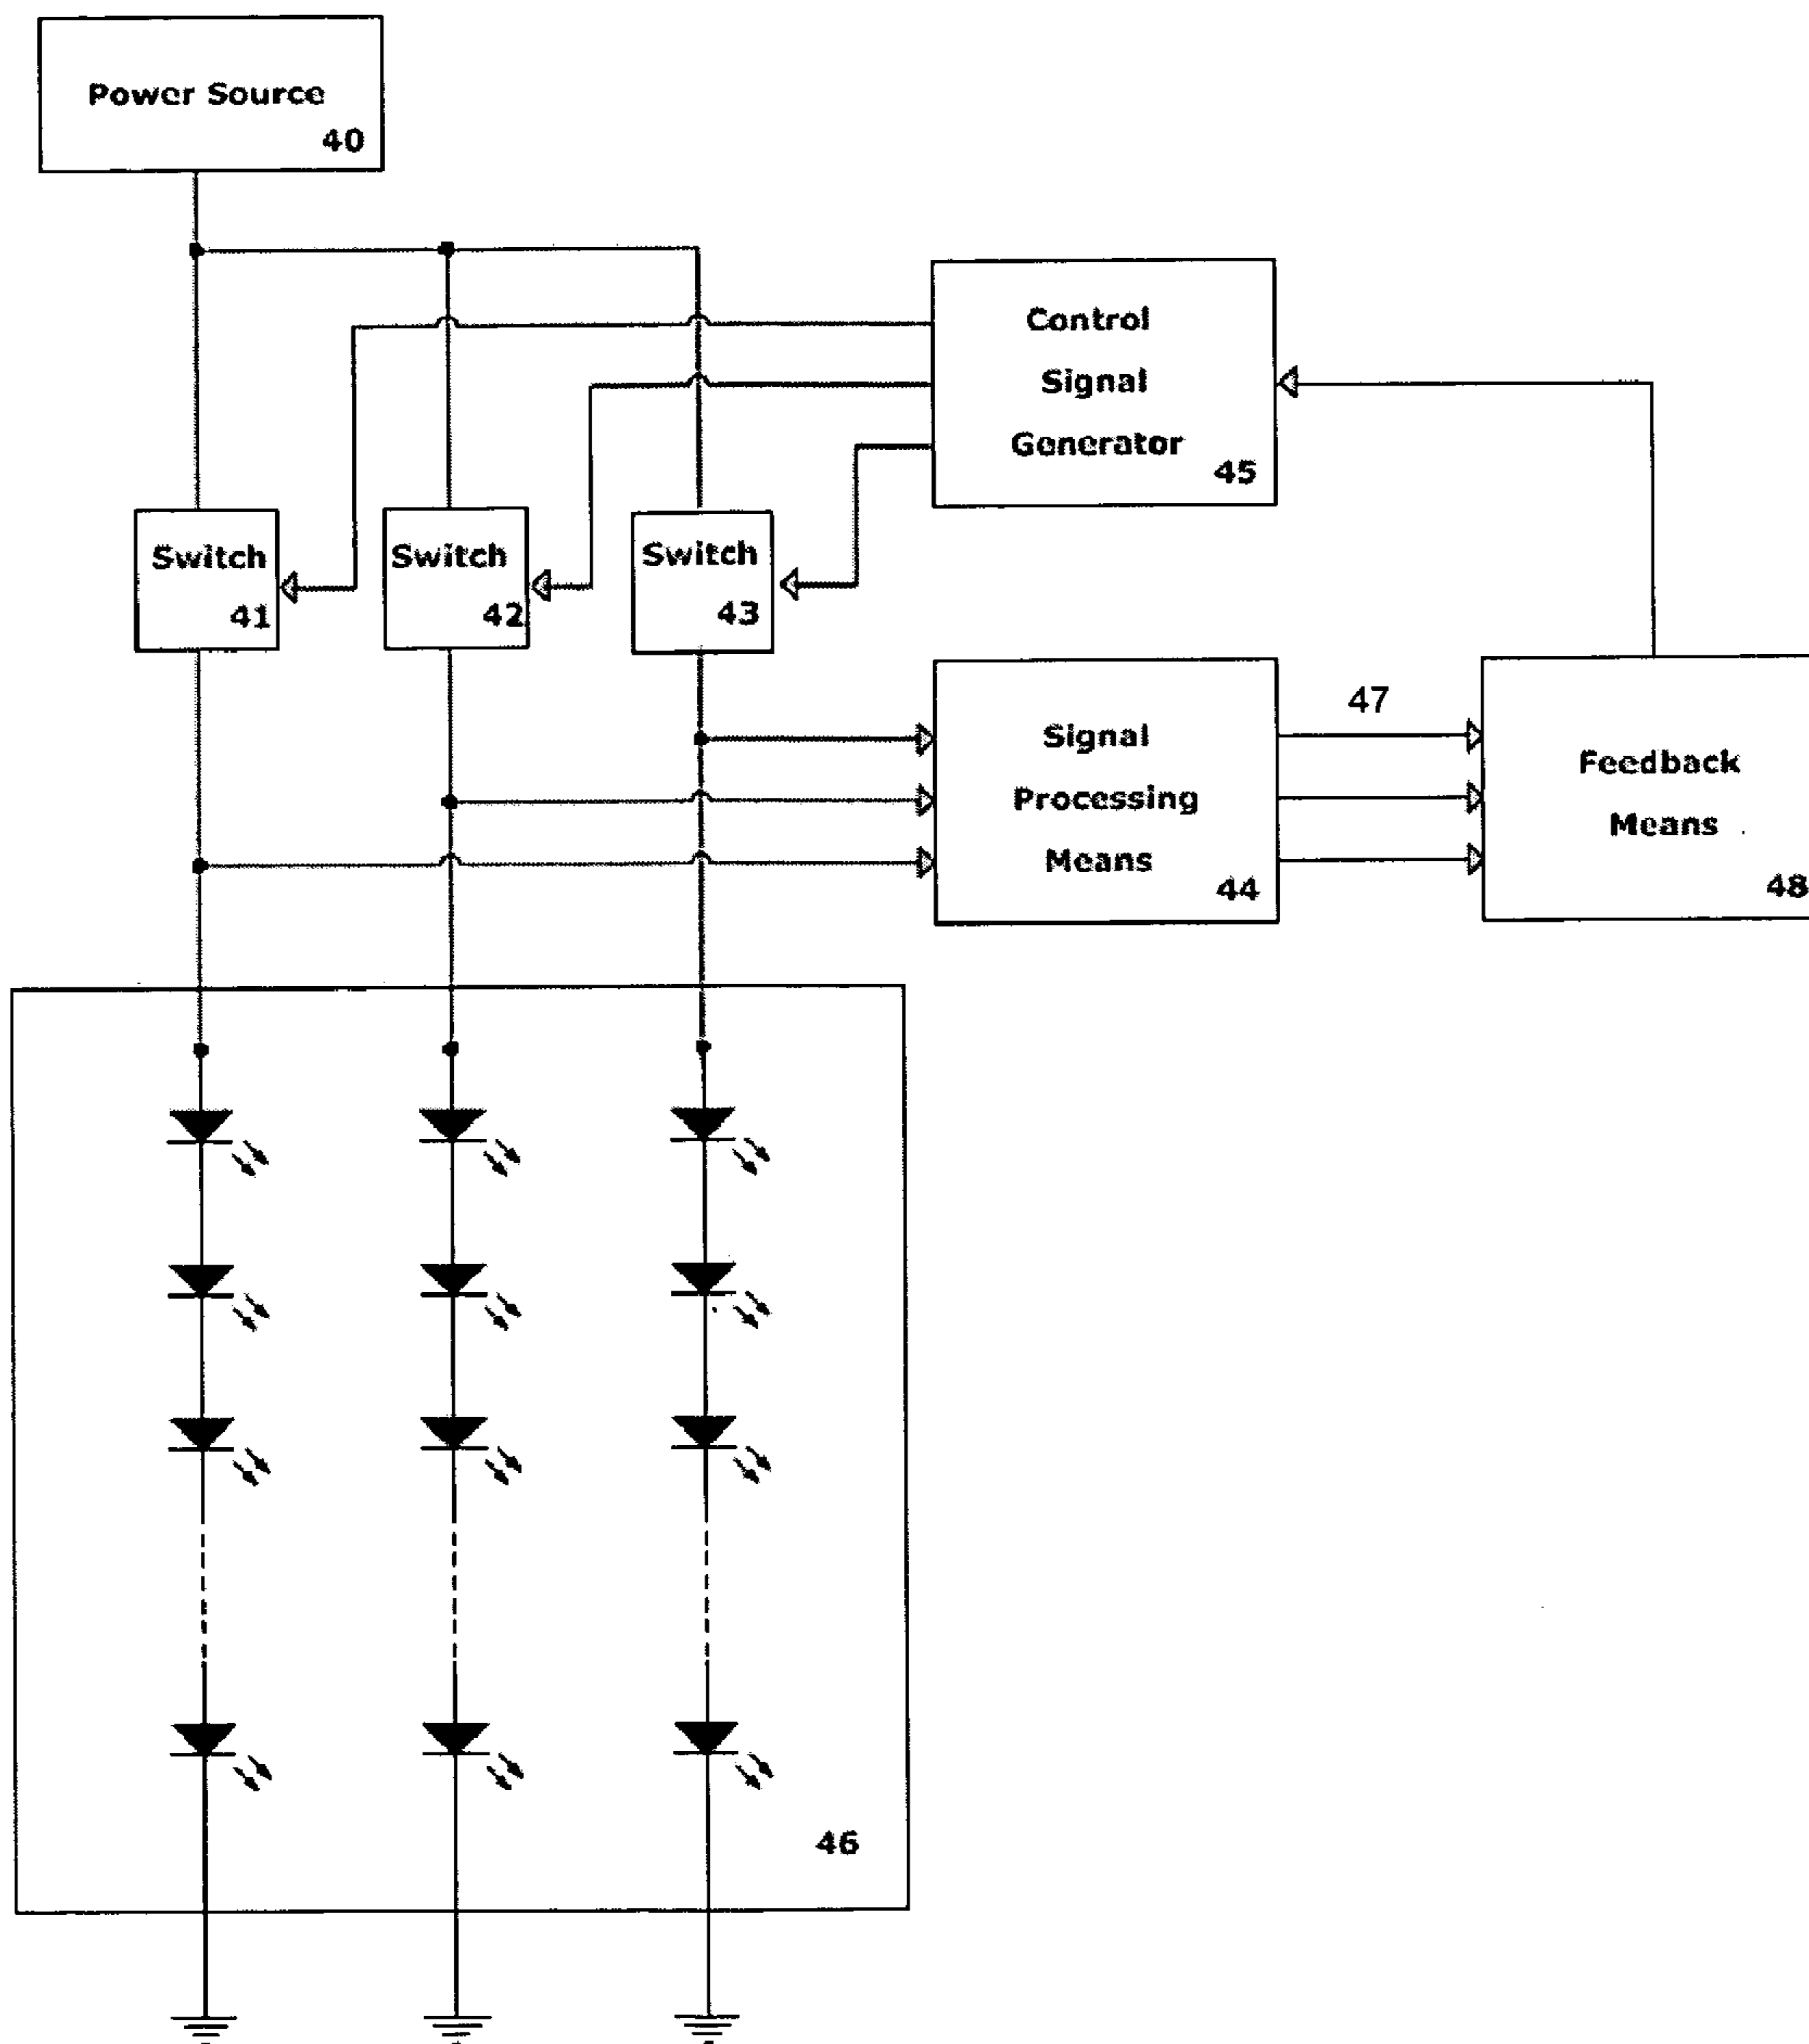 Power Source
40
Control
Signal
Generator
45
Switch
41
Switch
42
Switch
43
Signal
Processing
Means
44
47
Feedback
Means
48
46